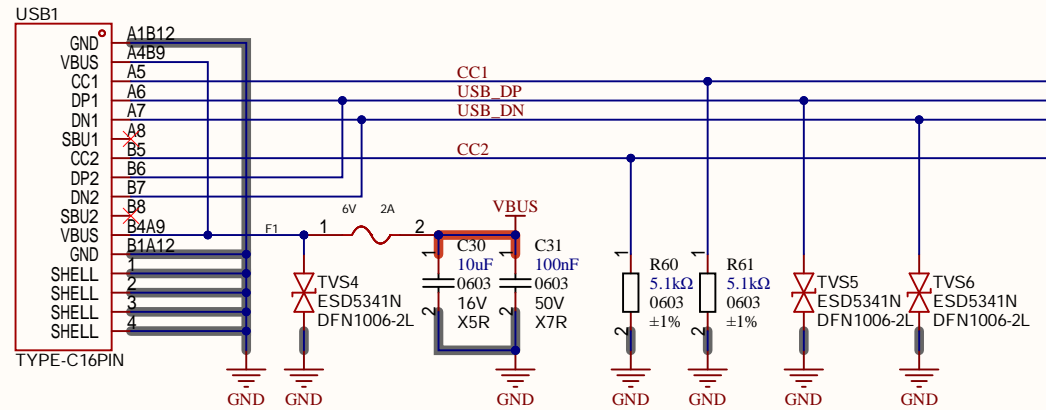 USB1
GND A1B12
VBUS A4B9
CC1 A5 CC1
DP1 A6 USB_DP
DN1 A7 USB_DN
SBU1 A8
CC2 B5 CC2
DP2 B6
DN2 B7
SBU2 B8
VBUS B4A9
GND B1A12
SHELL 1
SHELL 2
SHELL 3
SHELL 4
TYPE-C16PIN
F1
6V 2A
1 2
VBUS
TVS4
ESD5341N
DFN1006-2L
1
C30
10uF
0603
16V
X5R
2
1
C31
100nF
0603
50V
X7R
2
1
R60
5.1kΩ
0603
±1%
2
1
R61
5.1kΩ
0603
±1%
2
TVS5
ESD5341N
DFN1006-2L
TVS6
ESD5341N
DFN1006-2L
GND GND GND GND GND GND GND